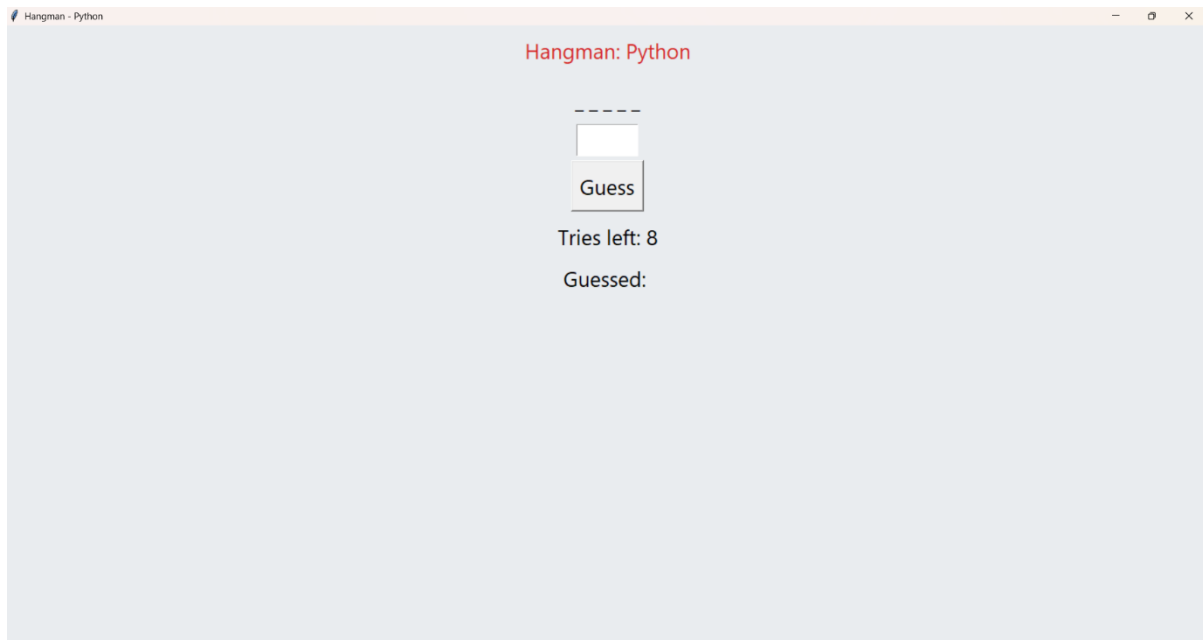 Hangman - Python
Hangman: Python
_ _ _ _ _
Guess
Tries left: 8
Guessed: